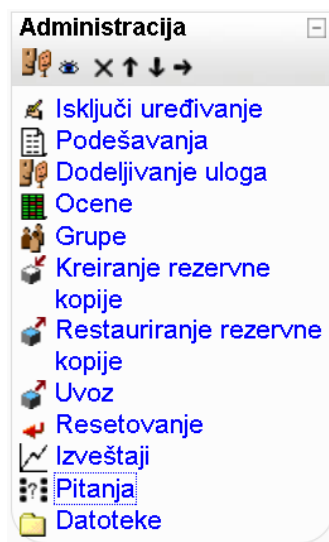 Administracija
Isključi uređivanje
Podešavanja
Dodeljivanje uloga
Ocene
Grupe
Kreiranje rezervne
kopije
Restauriranje rezervne
kopije
Uvoz
Resetovanje
Izveštaji
Pitanja
Datoteke